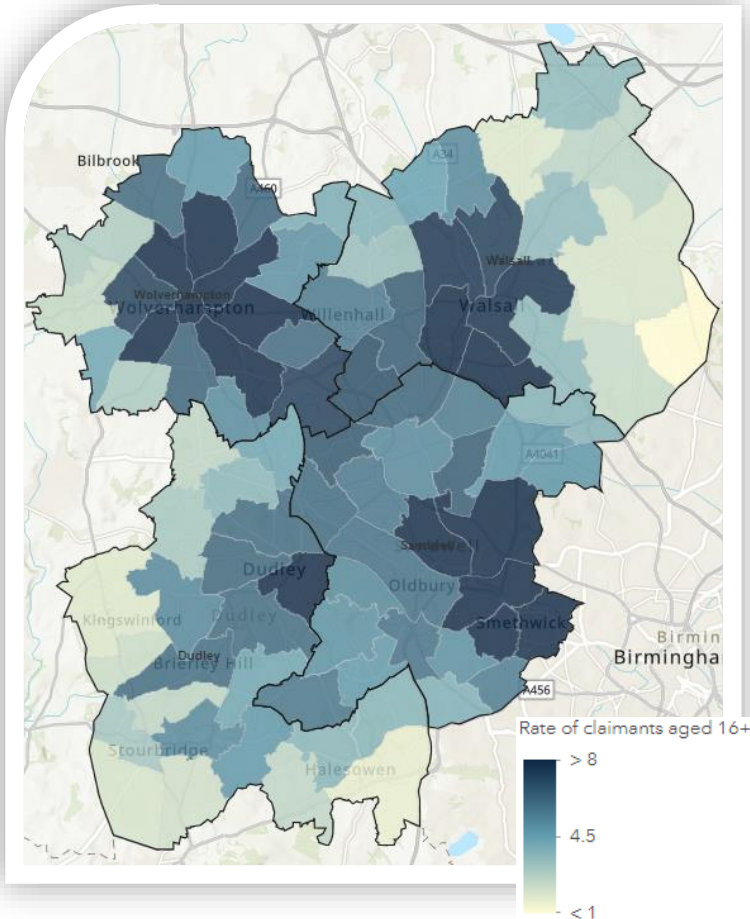 A34
Bilbrook
A460
Walsall
Wolverhampton
Wolverhampton
Willenhall
Walsall
A4041
Sandwell
Dudley
Oldbury
Kingswinford
Dudley
Smethwick
Birmin
Dudley
Birmingha
Brierley Hill
A456
Rate of claimants aged 16+
Stourbridge
> 8
Halesowen
4.5
< 1